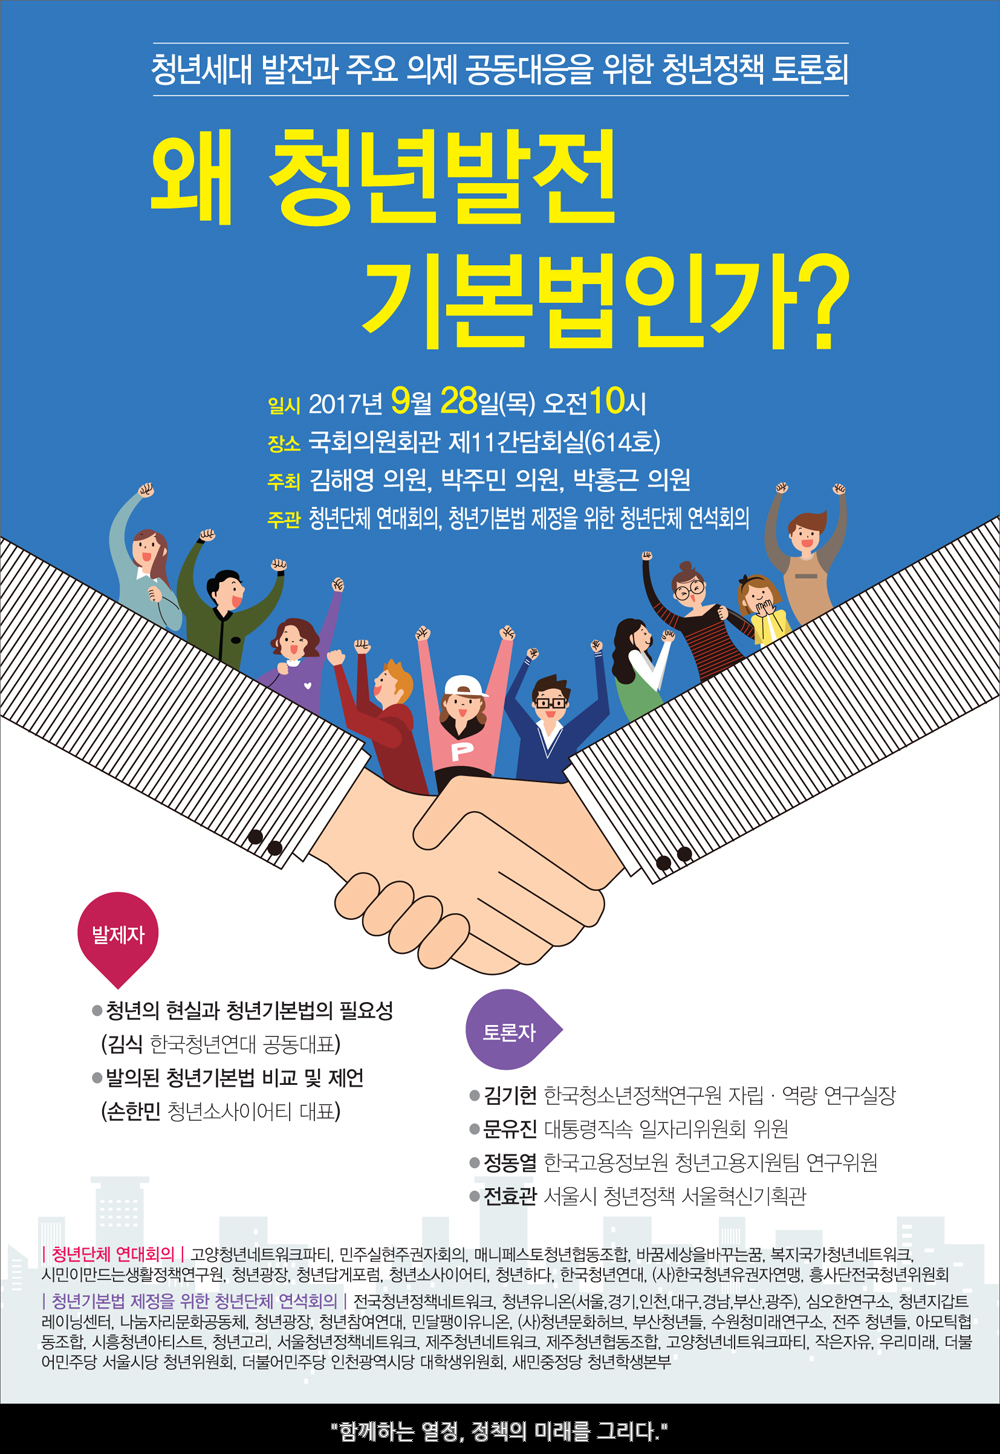 청년세대 발전과 주요 의제 공동대응을 위한 청년정책 토론회
왜 청년발전
기본법인가?
일시 2017년 9월 28일(목) 오전10시
장소 국회의원회관 제11간담회실(614호)
주최 김해영 의원, 박주민 의원, 박홍근 의원
주관 청년단체 연대회의, 청년기본법 제정을 위한 청년단체 연석회의
P
발제자
●청년의 현실과 청년기본법의 필요성
(김식 한국청년연대 공동대표)
●발의된 청년기본법 비교 및 제언
(손한민 청년소사이어티 대표)
토론자
●김기헌 한국청소년정책연구원 자립 · 역량 연구실장
●문유진 대통령직속 일자리위원회 위원
●정동열 한국고용정보원 청년고용지원팀 연구위원
●전효관 서울시 청년정책 서울혁신기획관
| 청년단체 연대회의 | 고양청년네트워크파티, 민주실현주권자회의, 매니페스토청년협동조합, 바꿈세상을바꾸는꿈, 복지국가청년네트워크,
시민이만드는생활정책연구원, 청년광장, 청년답게포럼, 청년소사이어티, 청년하다, 한국청년연대, (사)한국청년유권자연맹, 흥사단전국청년위원회
| 청년기본법 제정을 위한 청년단체 연석회의 | 전국청년정책네트워크, 청년유니온(서울,경기,인천,대구,경남,부산,광주), 심오한연구소, 청년지갑트
레이닝센터, 나눔자리문화공동체, 청년광장, 청년참여연대, 민달팽이유니온, (사)청년문화허브, 부산청년들, 수원청미래연구소, 전주 청년들, 아모틱협
동조합, 시흥청년아티스트, 청년고리, 서울청년정책네트워크, 제주청년네트워크, 제주청년협동조합, 고양청년네트워크파티, 작은자유, 우리미래, 더불
어민주당 서울시당 청년위원회, 더불어민주당 인천광역시당 대학생위원회, 새민중정당 청년학생본부
"함께하는 열정, 정책의 미래를 그리다."